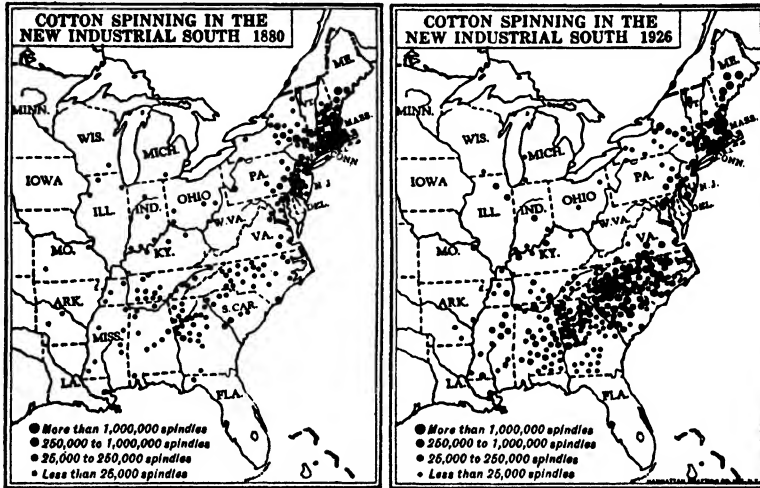 COTTON SPINNING IN THE
NEW INDUSTRIAL SOUTH 1880
ME.
VT.
MINN.
MASS.
WIS.
MICH.
CONN
IOWA
PA.
N.J
ILL.
IND.
OHIO
DEL.
W.VA.
MO.
KY.
VA.
ARK.
S.CAR.
MISS.
LA.
FLA.
More than 1,000,000 spindles
250,000 to 1,000,000 spindles
25,000 to 250,000 spindles
Less than 25,000 spindles
COTTON SPINNING IN THE
NEW INDUSTRIAL SOUTH 1926
ME.
VT.
MINN.
MASS.
WIS.
MICH.
CONN.
IOWA
PA.
N.J.
ILL.
IND.
OHIO
DEL.
W.VA.
MO.
KY.
VA.
ARK.
LA.
FLA.
More than 1,000,000 spindles
250,000 to 1,000,000 spindles
25,000 to 250,000 spindles
Less than 25,000 spindles